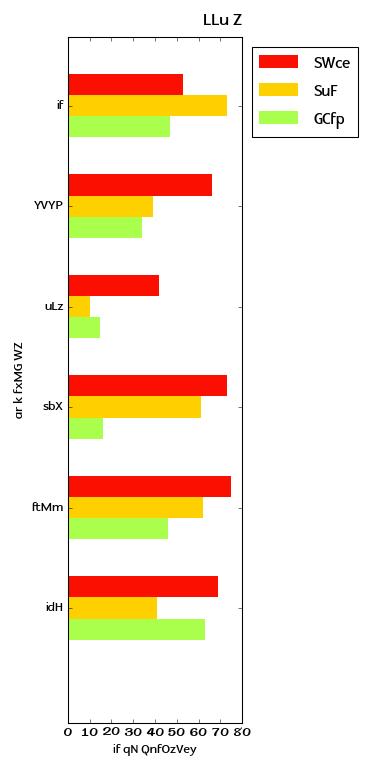 LLu Z
SWce
SuF
GCfp
if
YVYP
uLz
sbX
ftMm
idH
ar k fxMG WZ
0 10 20 30 40 50 60 70 80
if qN QnfOzVey